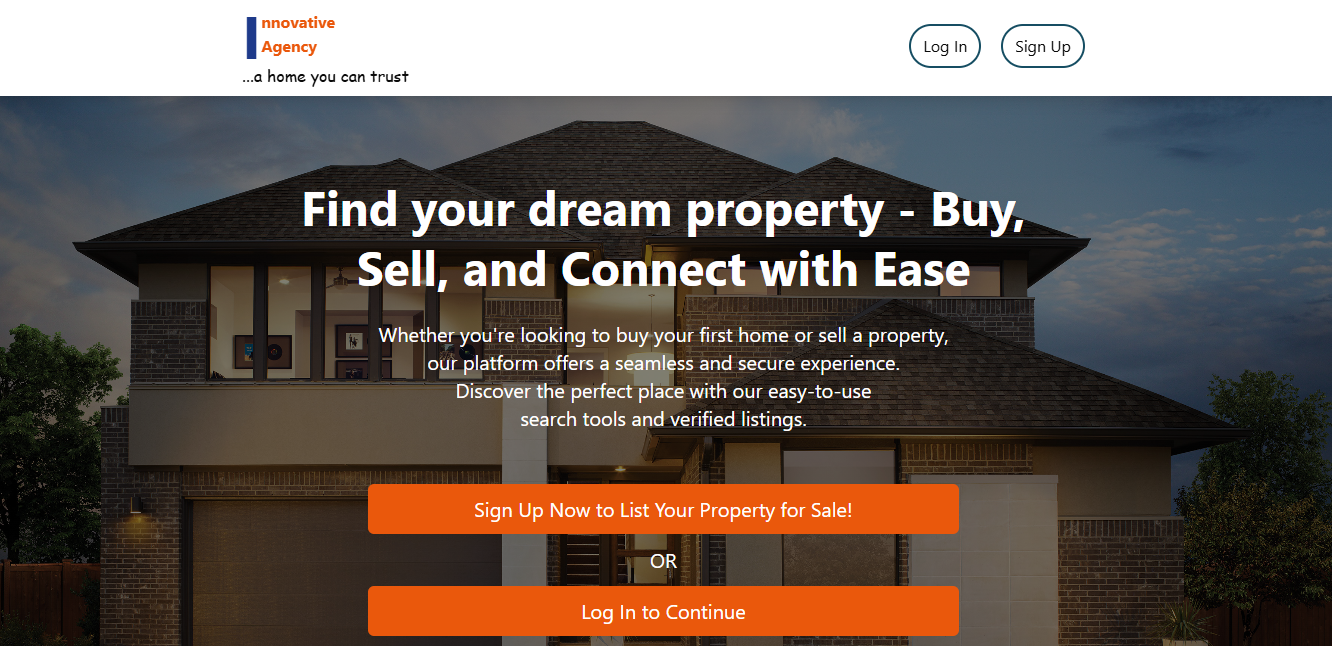 Innovative
Agency
...a home you can trust
Log In
Sign Up
Find your dream property - Buy,
Sell, and Connect with Ease
Whether you're looking to buy your first home or sell a property,
our platform offers a seamless and secure experience.
Discover the perfect place with our easy-to-use
search tools and verified listings.
Sign Up Now to List Your Property for Sale!
OR
Log In to Continue